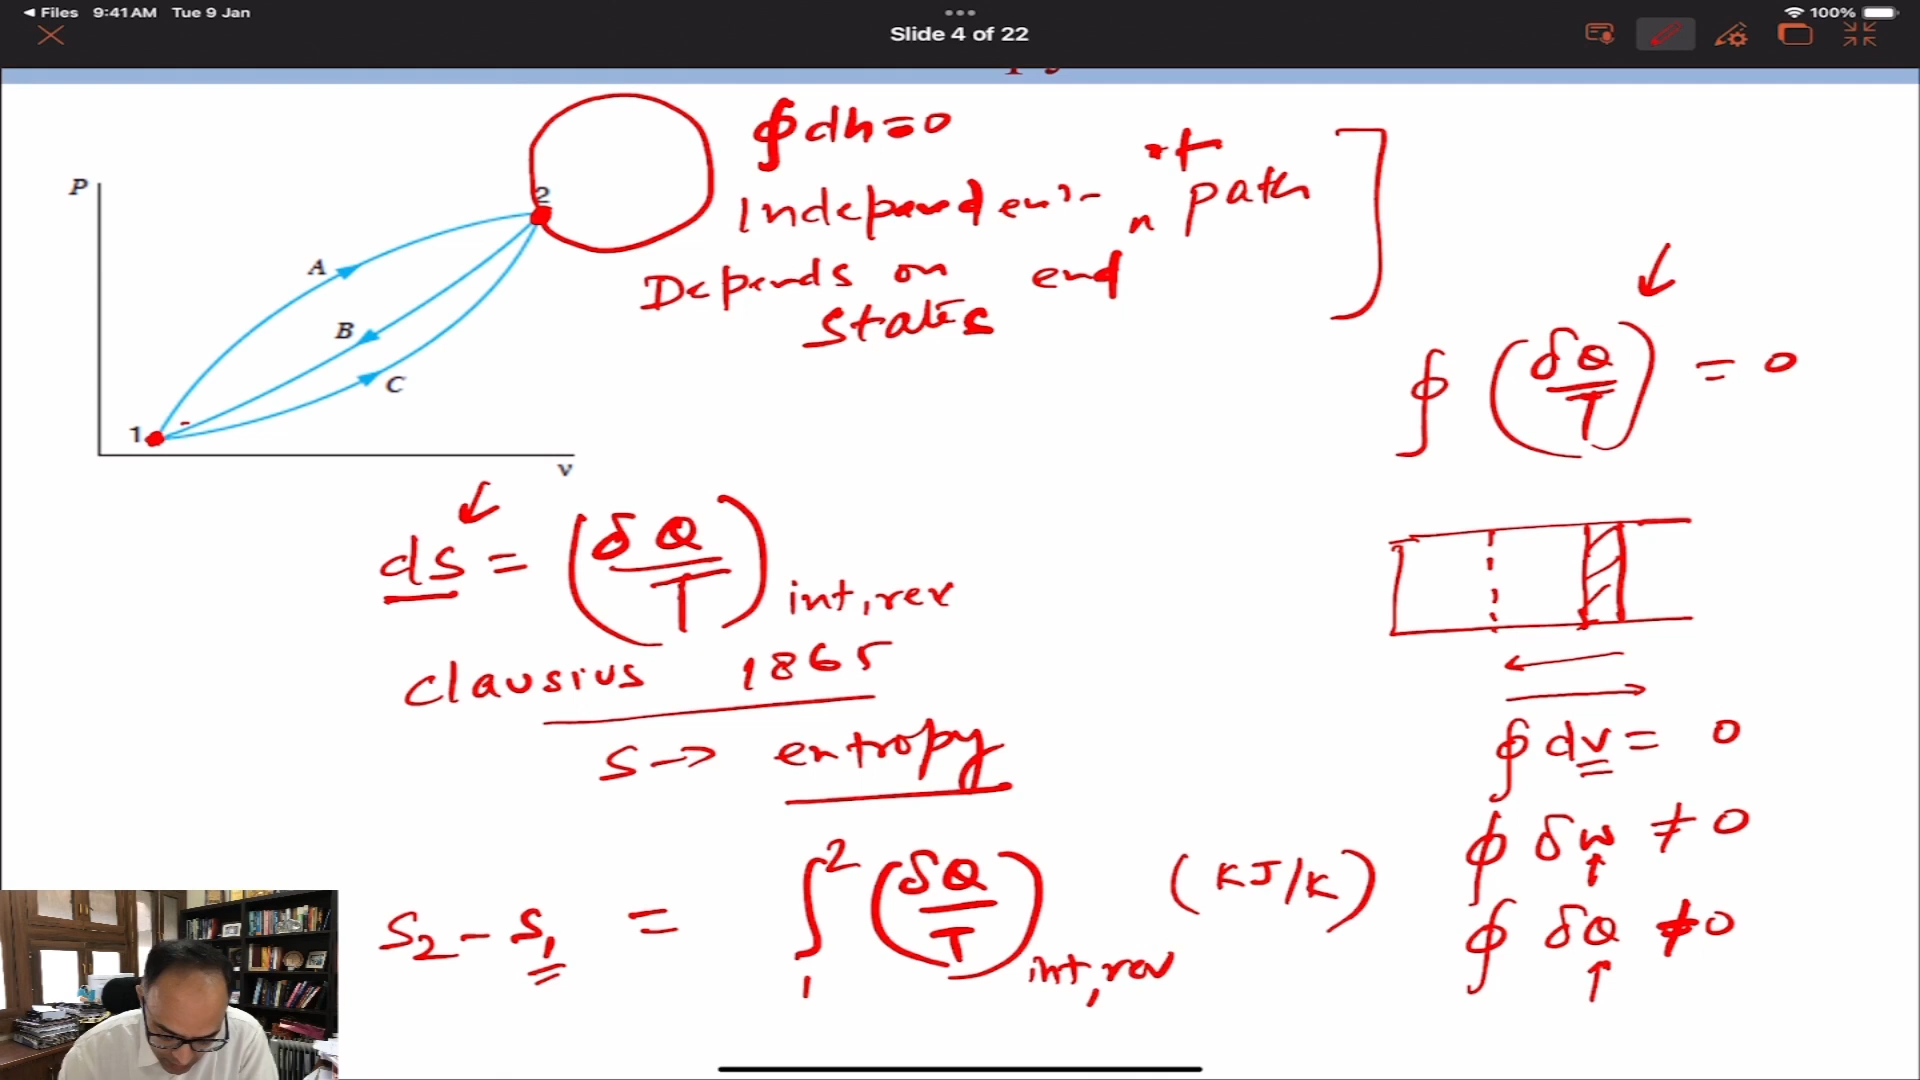 ◀ Files 9:41 AM Tue 9 Jan
100%
Slide 4 of 22
P
2
A
B
C
1
v
∮ dh = 0
Independent of path
Depends on end
states
∮ (δQ/T) = 0
ds = (δQ/T) int, rev
Clausius 1865
s → entropy
∮ dv = 0
∮ δw ≠ 0
∮ δQ ≠ 0
S₂ - S₁ = ∫₁² (δQ/T) int, rev (KJ/K)